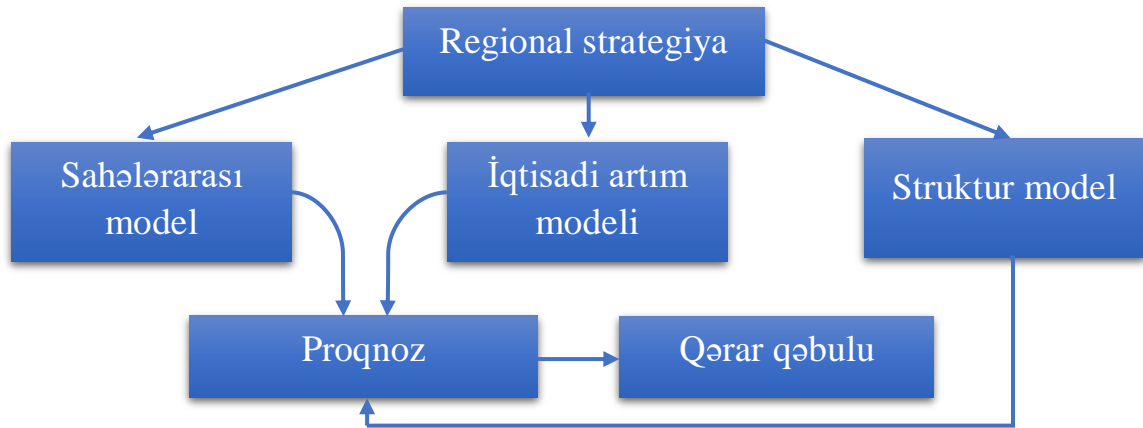 Regional strategiya
Sahələrarası
model
İqtisadi artım
modeli
Struktur model
Proqnoz
Qərar qəbulu